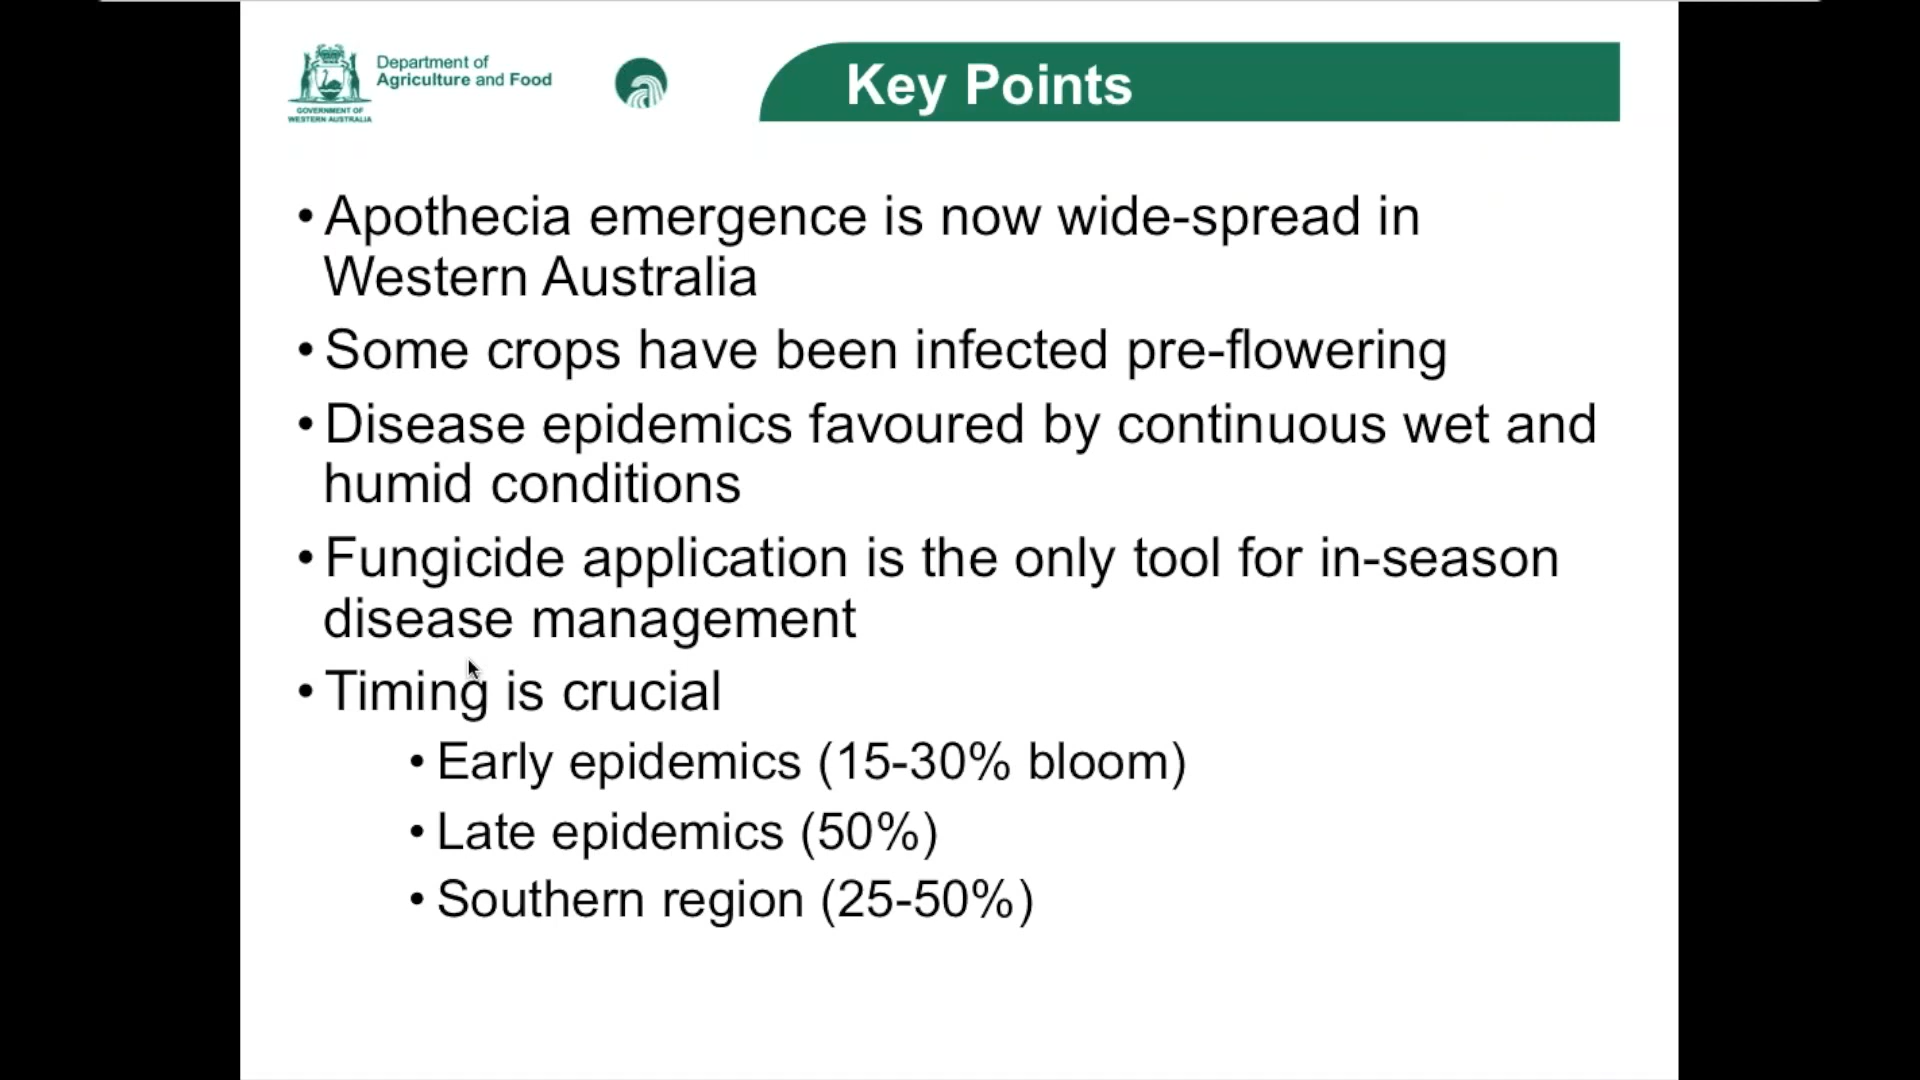 Department of
Agriculture and Food
GOVERNMENT OF
WESTERN AUSTRALIA
Key Points
• Apothecia emergence is now wide-spread in
Western Australia
• Some crops have been infected pre-flowering
• Disease epidemics favoured by continuous wet and
humid conditions
• Fungicide application is the only tool for in-season
disease management
• Timing is crucial
• Early epidemics (15-30% bloom)
• Late epidemics (50%)
• Southern region (25-50%)